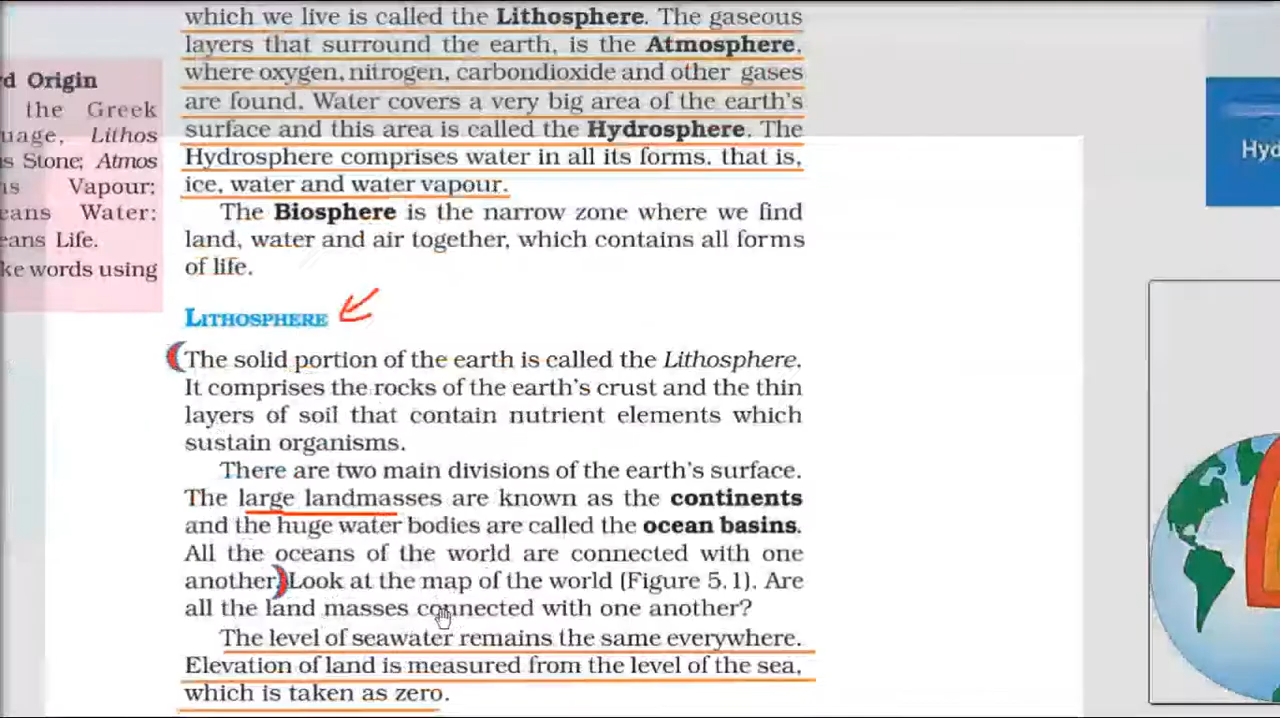 which we live is called the Lithosphere. The gaseous
layers that surround the earth, is the Atmosphere,
where oxygen, nitrogen, carbondioxide and other gases
are found. Water covers a very big area of the earth's
surface and this area is called the Hydrosphere. The
Hydrosphere comprises water in all its forms, that is,
ice, water and water vapour.
The Biosphere is the narrow zone where we find
land, water and air together, which contains all forms
of life.
d Origin
the Greek
uage, Lithos
s Stone; Atmos
ns Vapour;
eans Water;
eans Life.
ke words using
LITHOSPHERE
The solid portion of the earth is called the Lithosphere.
It comprises the rocks of the earth's crust and the thin
layers of soil that contain nutrient elements which
sustain organisms.
There are two main divisions of the earth's surface.
The large landmasses are known as the continents
and the huge water bodies are called the ocean basins.
All the oceans of the world are connected with one
another. Look at the map of the world (Figure 5.1). Are
all the land masses connected with one another?
The level of seawater remains the same everywhere.
Elevation of land is measured from the level of the sea,
which is taken as zero.
Hyd